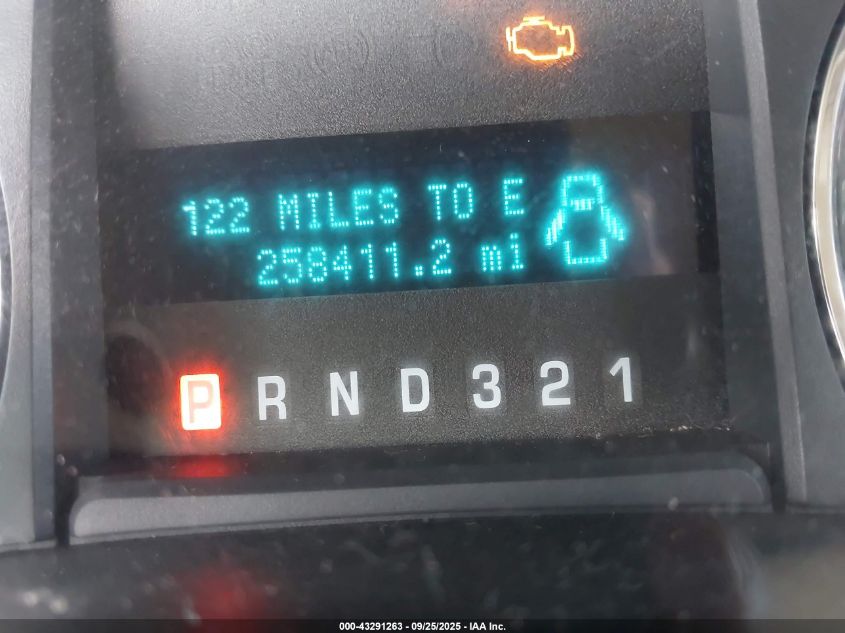 122 MILES TO E
258411.2 mi
P R N D 3 2 1
000-43291263 - 09/25/2025 - IAA Inc.